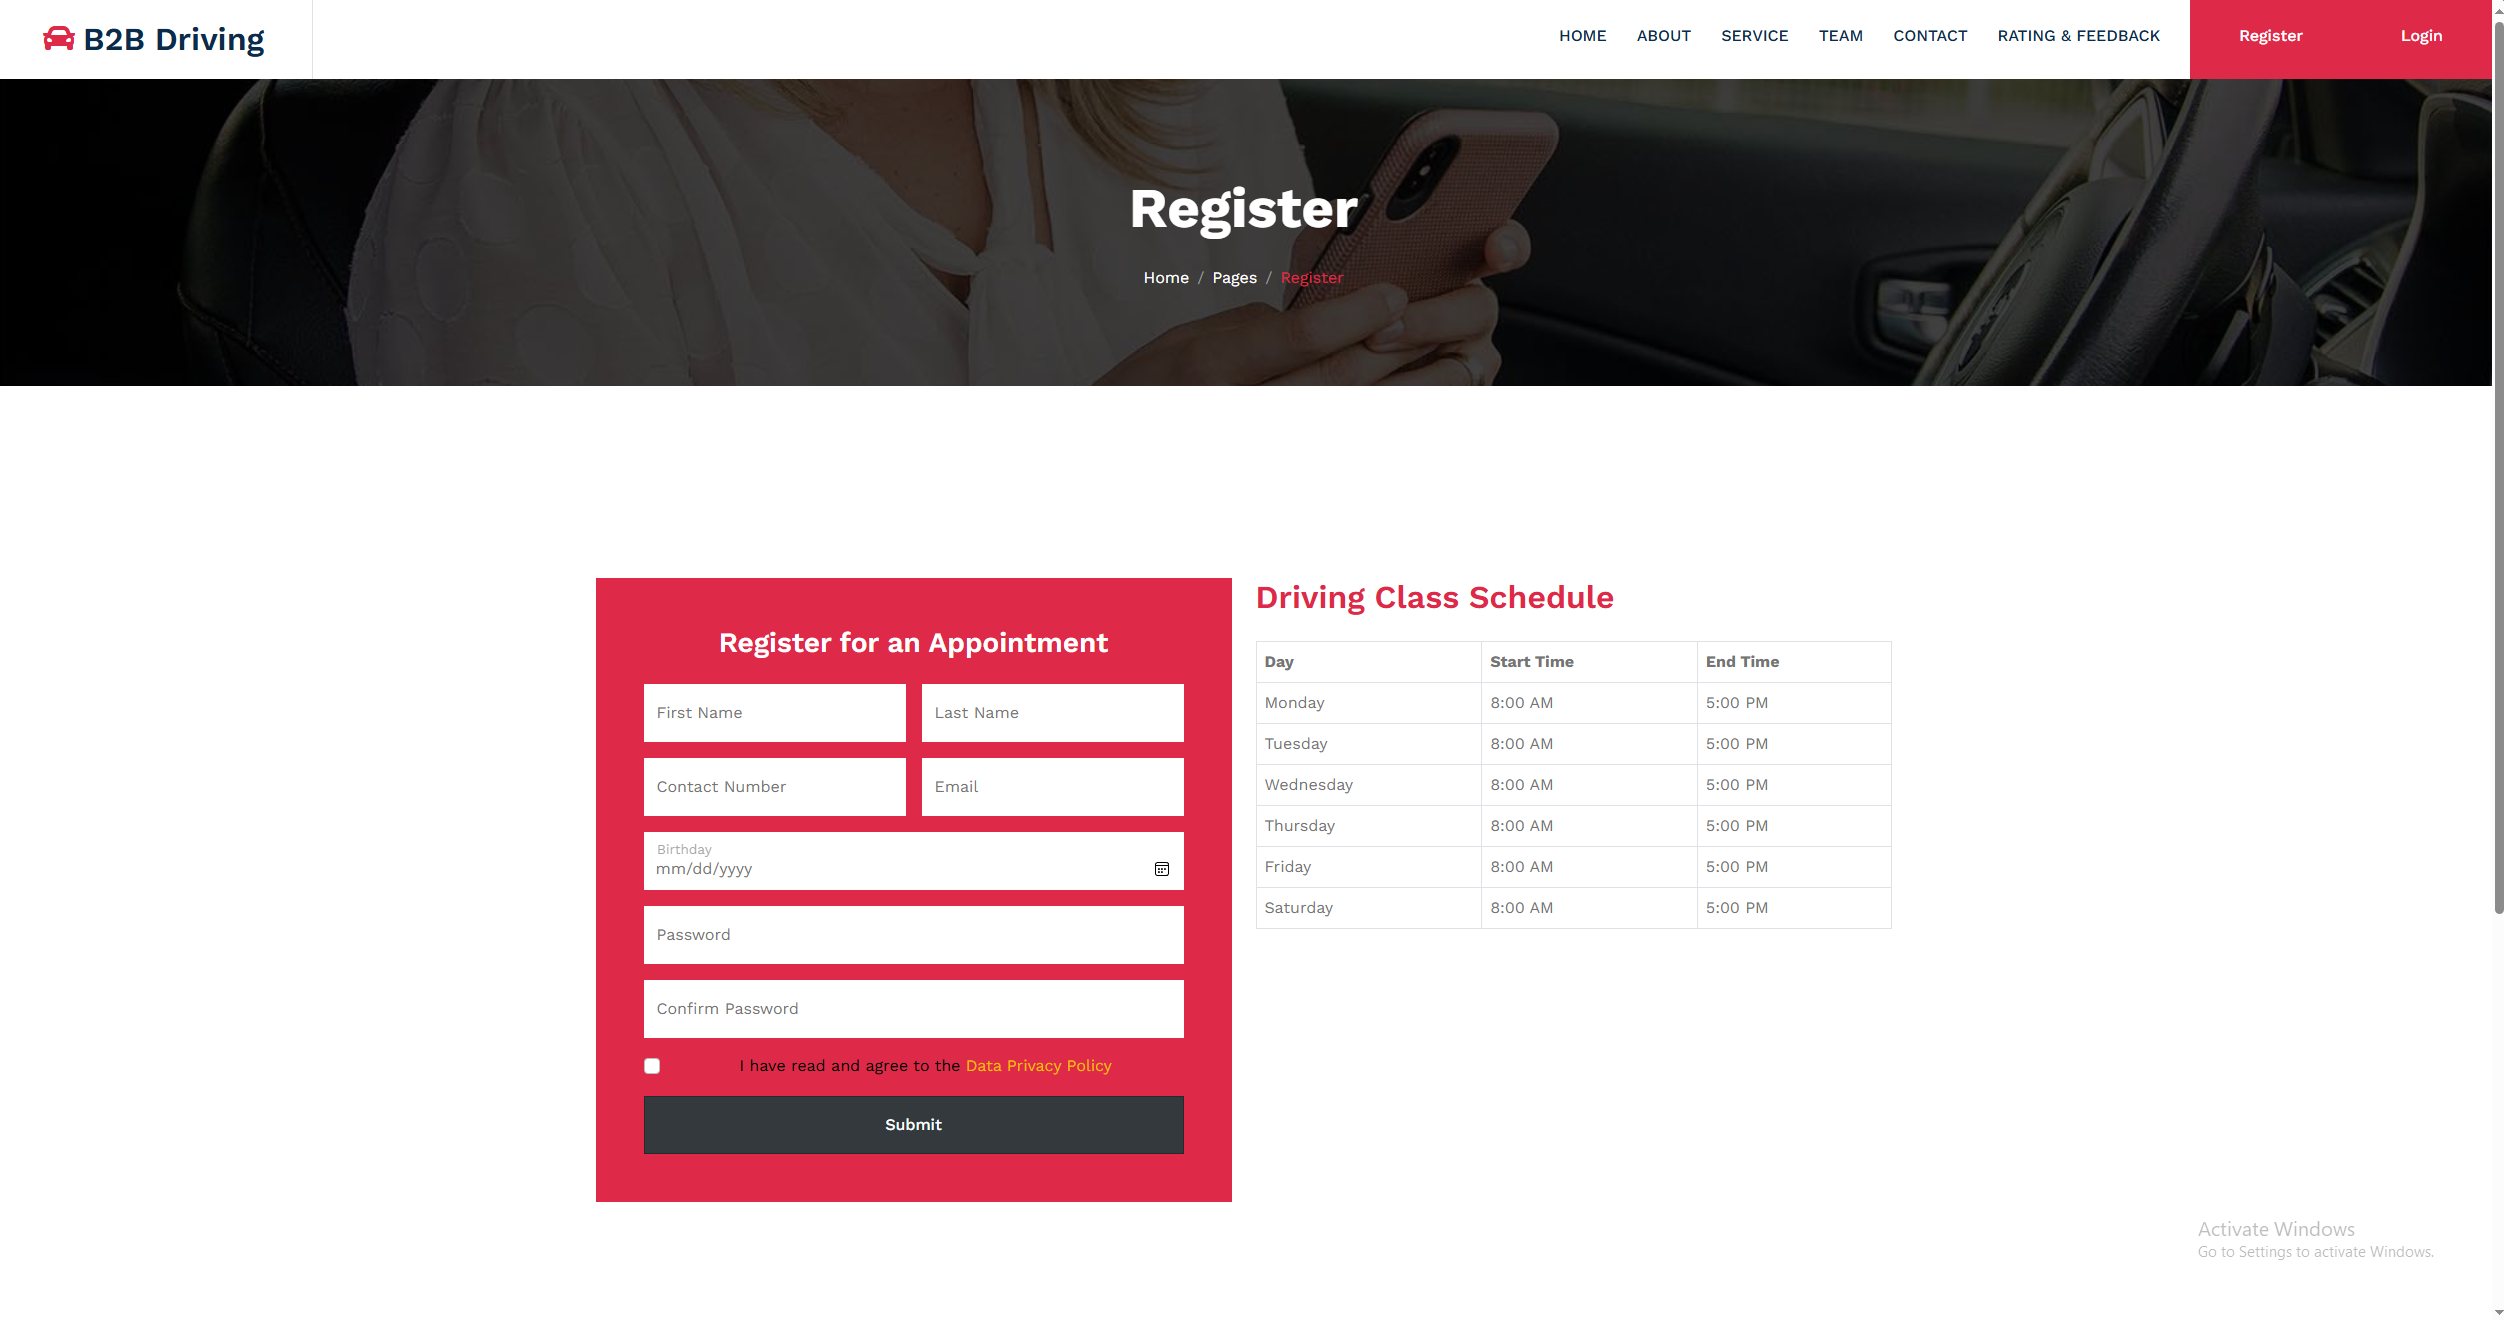 B2B Driving
HOME ABOUT SERVICE TEAM CONTACT RATING & FEEDBACK Register Login
Register
Home / Pages / Register
Register for an Appointment
First Name Last Name
Contact Number Email
Birthday
mm/dd/yyyy
Password
Confirm Password
I have read and agree to the Data Privacy Policy
Submit
Driving Class Schedule
Day Start Time End Time
Monday 8:00 AM 5:00 PM
Tuesday 8:00 AM 5:00 PM
Wednesday 8:00 AM 5:00 PM
Thursday 8:00 AM 5:00 PM
Friday 8:00 AM 5:00 PM
Saturday 8:00 AM 5:00 PM
Activate Windows
Go to Settings to activate Windows.